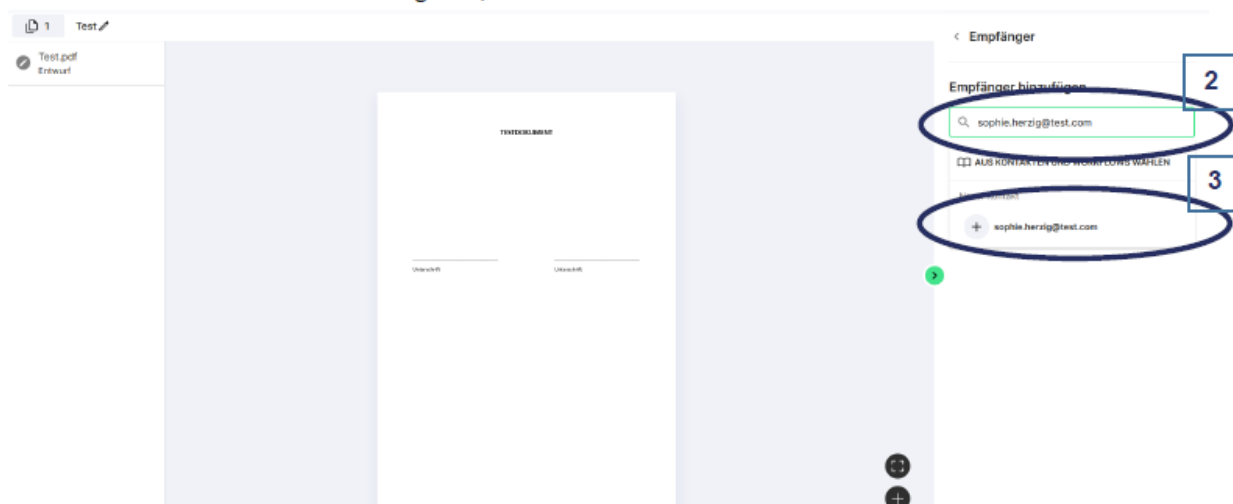 1 Test
Test.pdf
Entwurf
TESTDOKUMENT
Unterschrift Unterschrift
Empfänger
Empfänger hinzufügen
2
sophie.herzig@test.com
AUS KONTAKTEN UND WORKFLOWS WÄHLEN
3
Kontakt
+ sophie.herzig@test.com